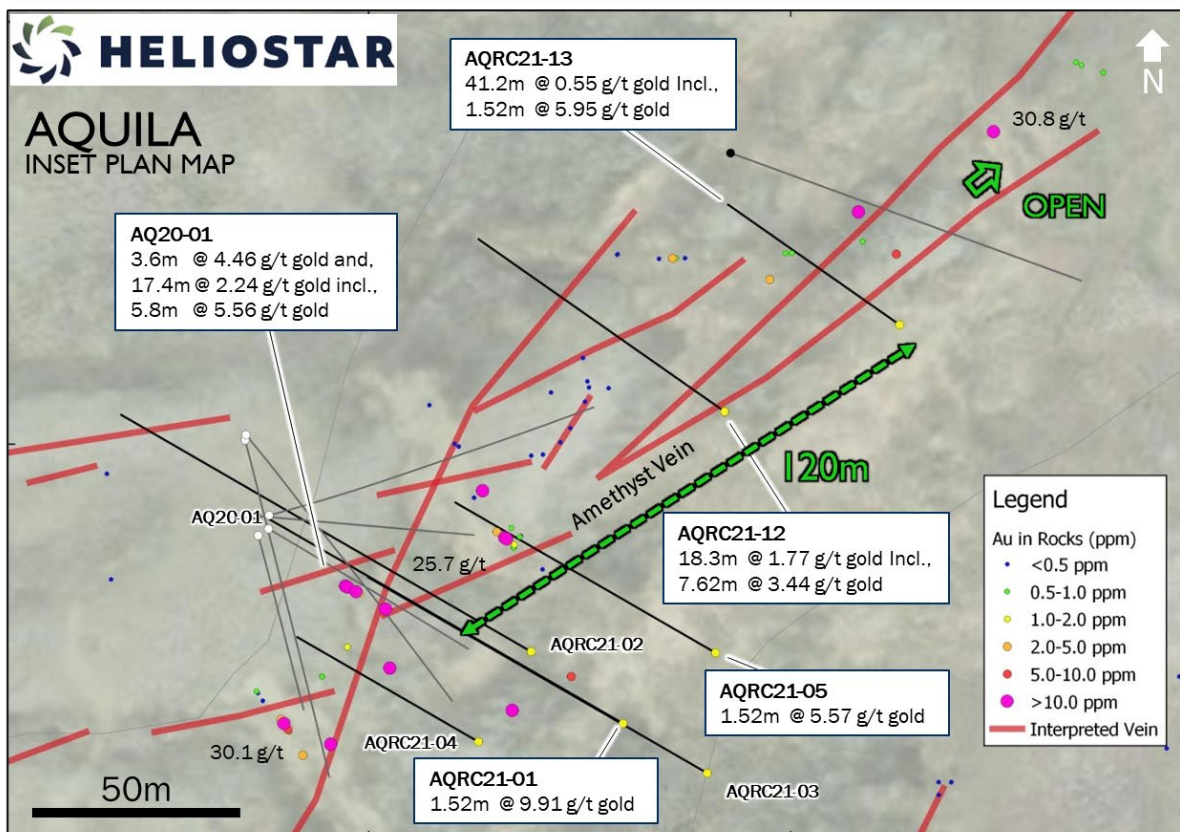 HELIOSTAR
AQUILA
INSET PLAN MAP
N
AQRC21-13
41.2m @ 0.55 g/t gold Incl.,
1.52m @ 5.95 g/t gold
30.8 g/t
OPEN
AQ20-01
3.6m @ 4.46 g/t gold and,
17.4m @ 2.24 g/t gold incl.,
5.8m @ 5.56 g/t gold
AQ20-01
25.7 g/t
Amethyst Vein
120m
AQRC21-12
18.3m @ 1.77 g/t gold Incl.,
7.62m @ 3.44 g/t gold
AQRC21-02
AQRC21-05
1.52m @ 5.57 g/t gold
30.1 g/t
AQRC21-04
AQRC21-01
1.52m @ 9.91 g/t gold
AQRC21-03
50m
Legend
Au in Rocks (ppm)
<0.5 ppm
0.5-1.0 ppm
1.0-2.0 ppm
2.0-5.0 ppm
5.0-10.0 ppm
>10.0 ppm
Interpreted Vein